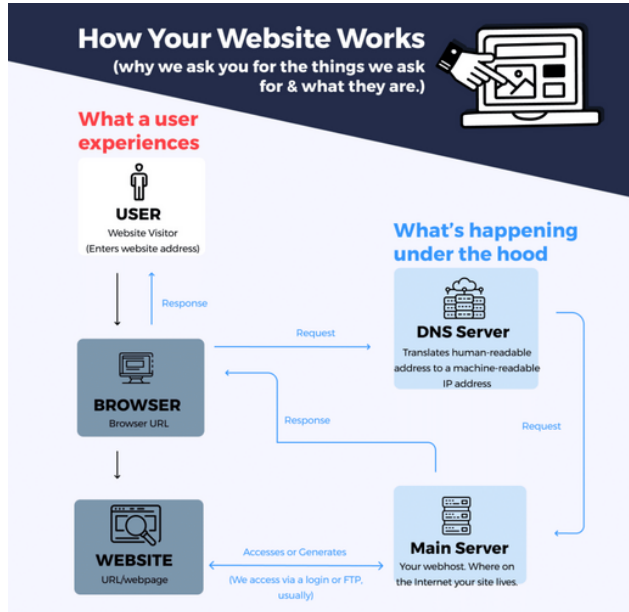 How Your Website Works
(why we ask you for the things we ask
for & what they are.)
What a user
experiences
USER
Website Visitor
(Enters website address)
What's happening
under the hood
Response
Request
DNS Server
Translates human-readable
address to a machine-readable
IP address
BROWSER
Browser URL
Response
Request
WEBSITE
URL/webpage
Accesses or Generates
(We access via a login or FTP,
usually)
Main Server
Your webhost. Where on
the Internet your site lives.